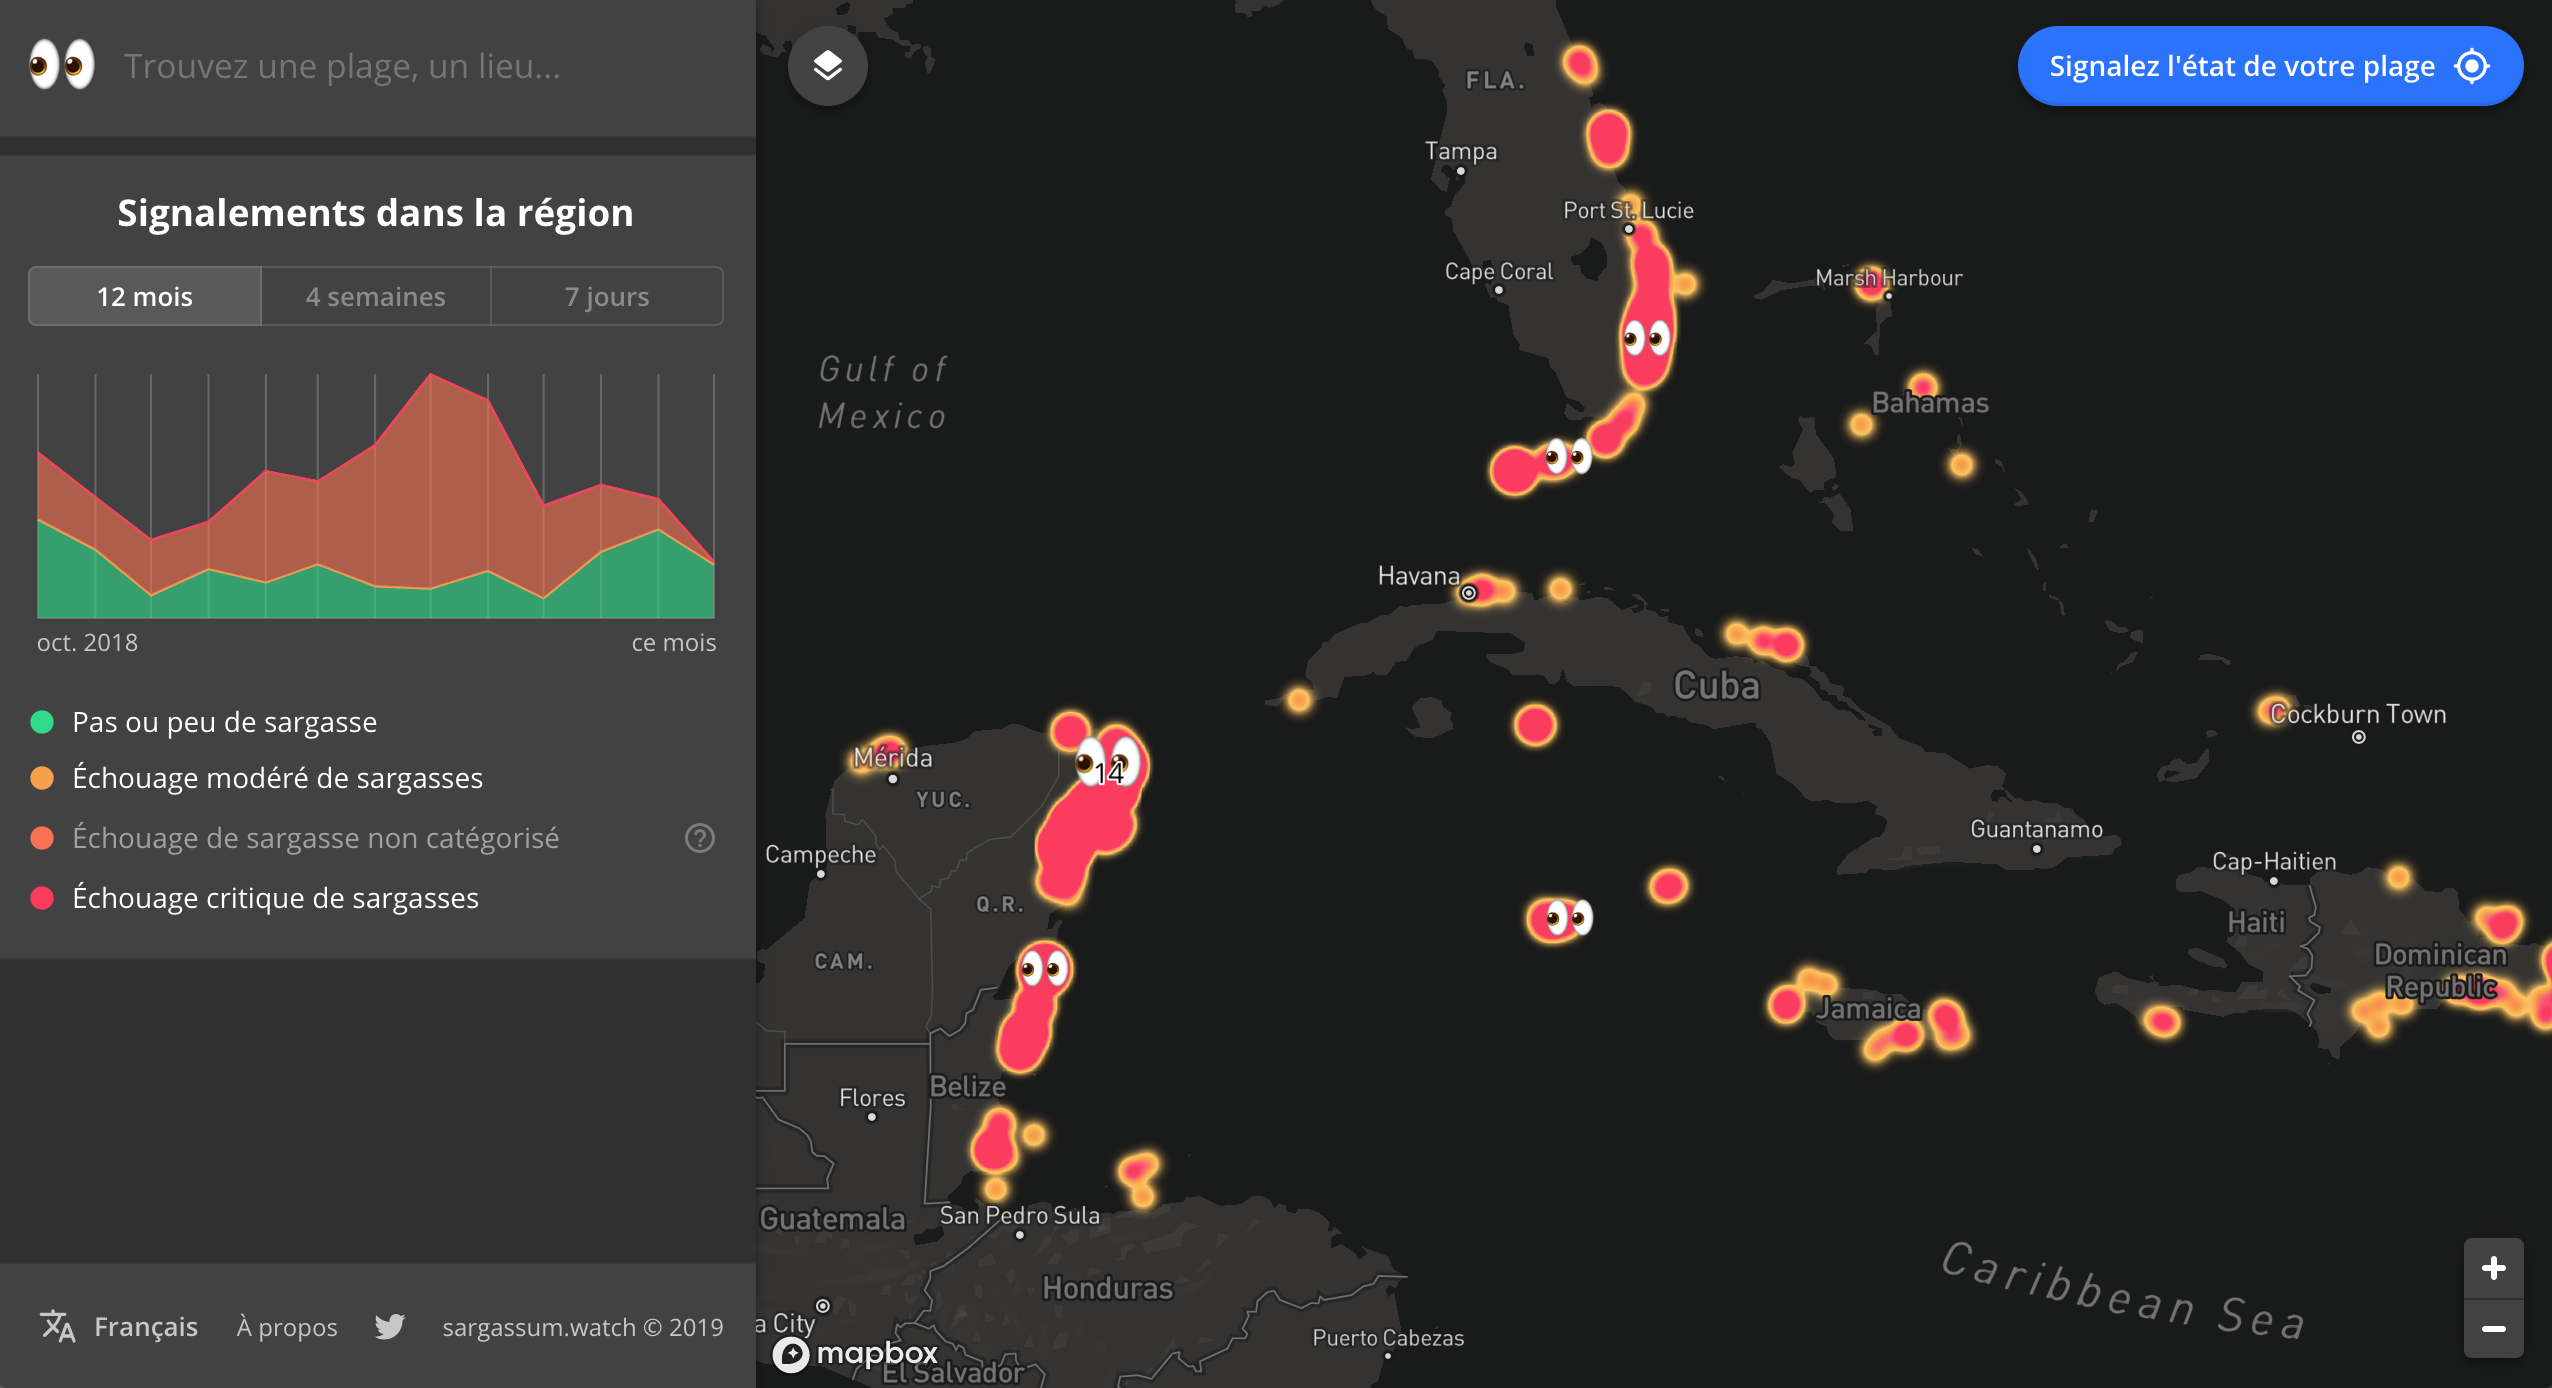 Trouvez une plage, un lieu...
Signalements dans la région
12 mois
4 semaines
7 jours
oct. 2018
ce mois
Pas ou peu de sargasse
Échouage modéré de sargasses
Échouage de sargasse non catégorisé
?
Échouage critique de sargasses
Français
À propos
sargassum.watch © 2019
Signalez l'état de votre plage
FLA.
Tampa
Port St. Lucie
Cape Coral
Marsh Harbour
Gulf of
Mexico
Bahamas
Havana
Cuba
Cockburn Town
Mérida
14
YUC.
Guantanamo
Campeche
Cap-Haitien
Q.R.
Haiti
CAM.
Dominican
Republic
Jamaica
Belize
Flores
Guatemala
San Pedro Sula
Honduras
Caribbean Sea
a City
Puerto Cabezas
mapbox
El Salvador
+
−